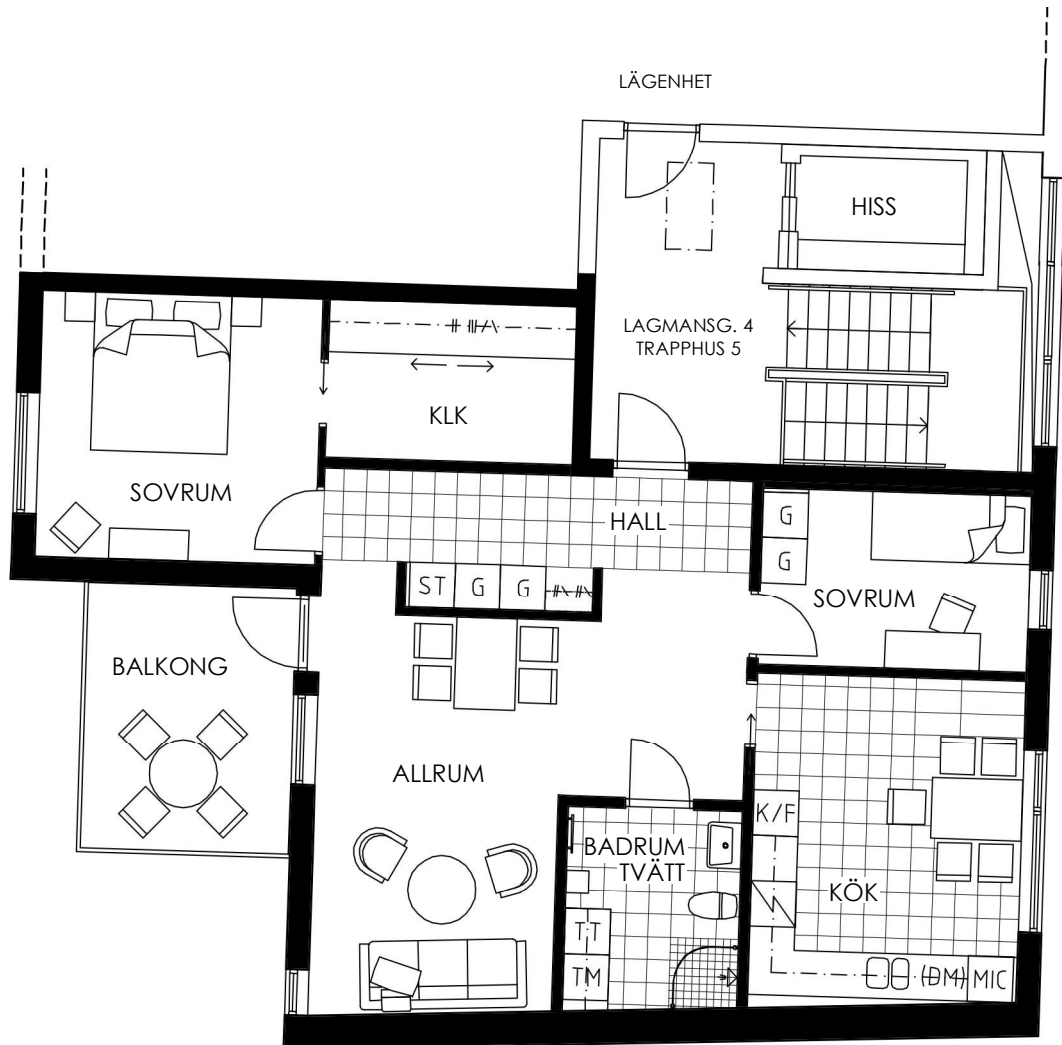 LÄGENHET
HISS
LAGMANSG. 4
TRAPPHUS 5
KLK
SOVRUM
HALL
G
G
ST G G
SOVRUM
BALKONG
ALLRUM
K/F
BADRUM
TVÄTT
KÖK
TT
TM
(DM) MIC